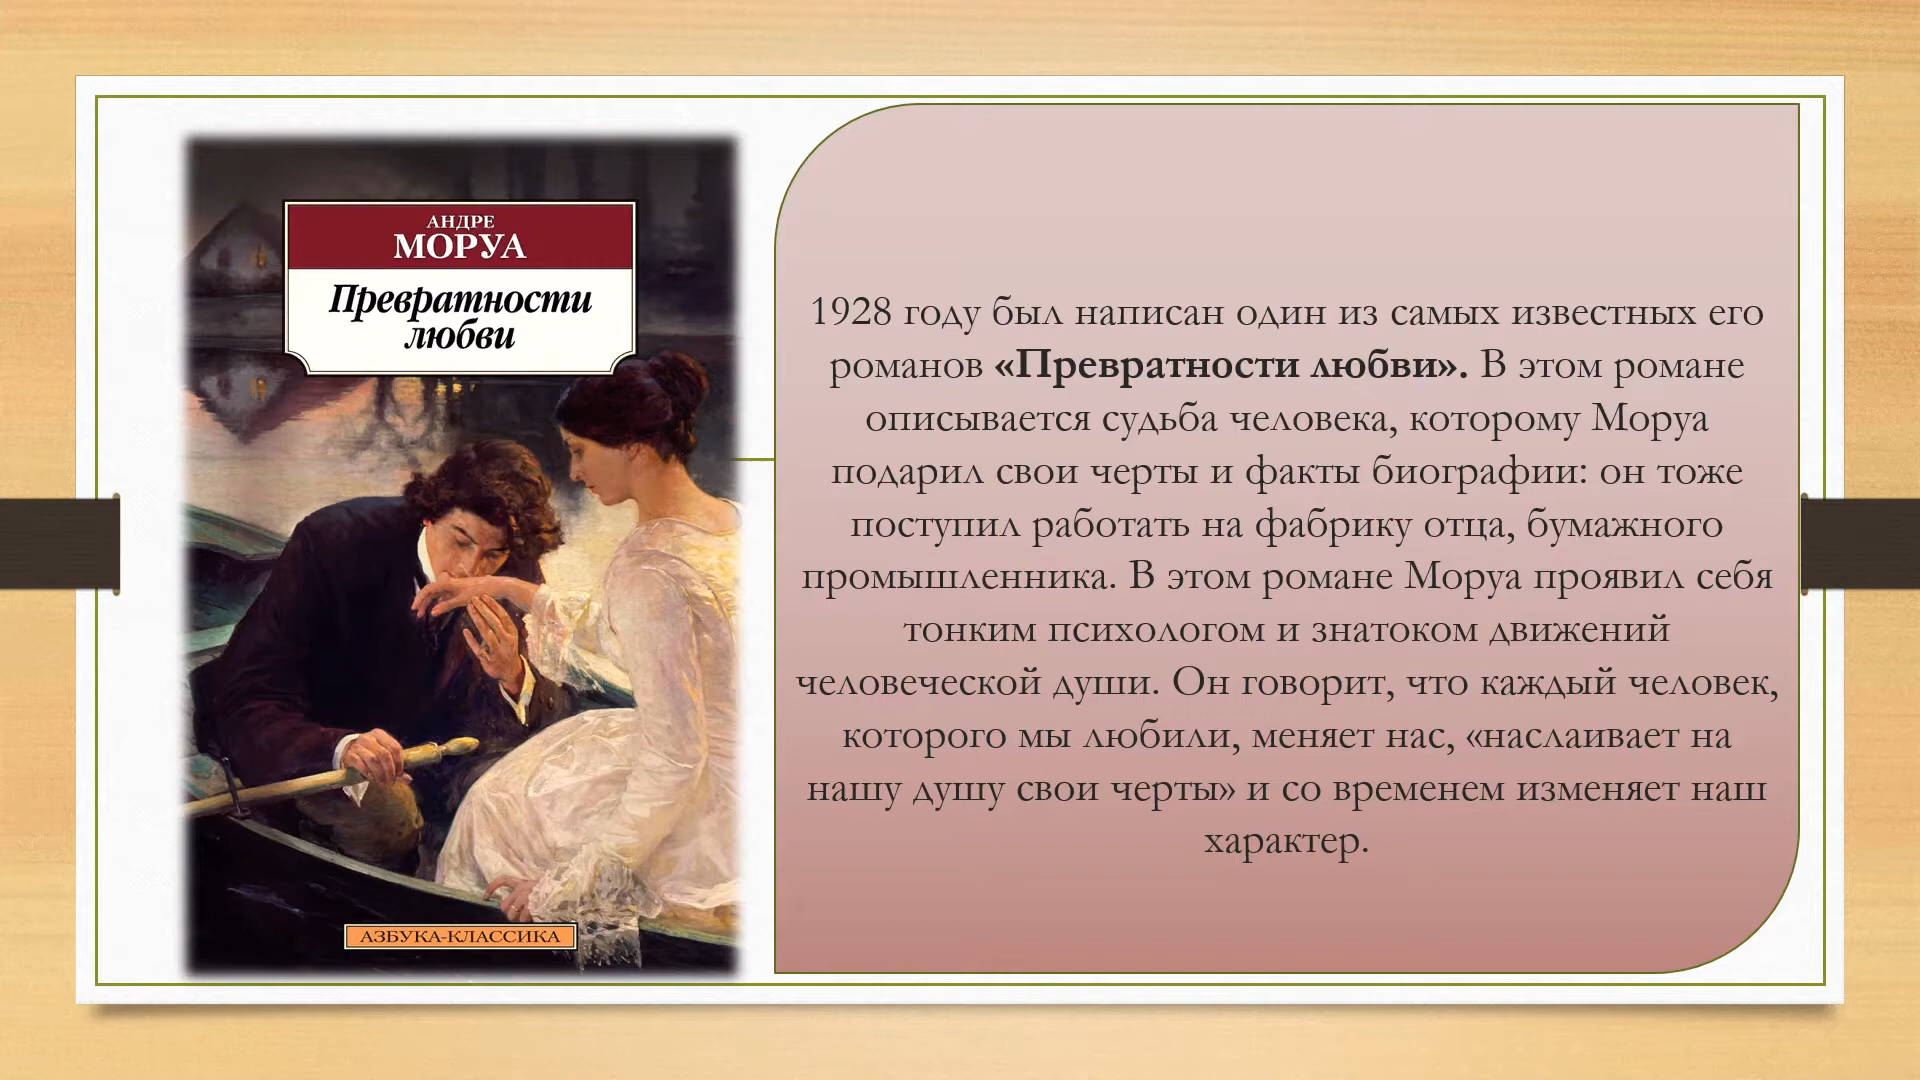 АНДРЕ
МОРУА
Превратности
любви
АЗБУКА-КЛАССИКА
1928 году был написан один из самых известных его
романов «Превратности любви». В этом романе
описывается судьба человека, которому Моруа
подарил свои черты и факты биографии: он тоже
поступил работать на фабрику отца, бумажного
промышленника. В этом романе Моруа проявил себя
тонким психологом и знатоком движений
человеческой души. Он говорит, что каждый человек,
которого мы любили, меняет нас, «наслаивает на
нашу душу свои черты» и со временем изменяет наш
характер.